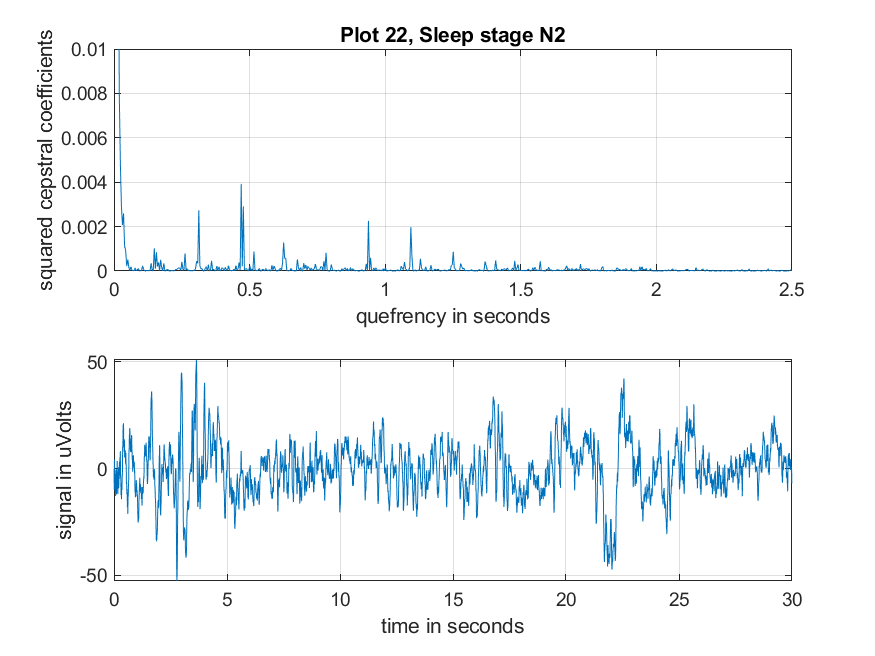 Plot 22, Sleep stage N2
squared cepstral coefficients
0.01
0.008
0.006
0.004
0.002
0
0 0.5 1 1.5 2 2.5
quefrency in seconds
signal in uVolts
50
0
-50
0 5 10 15 20 25 30
time in seconds